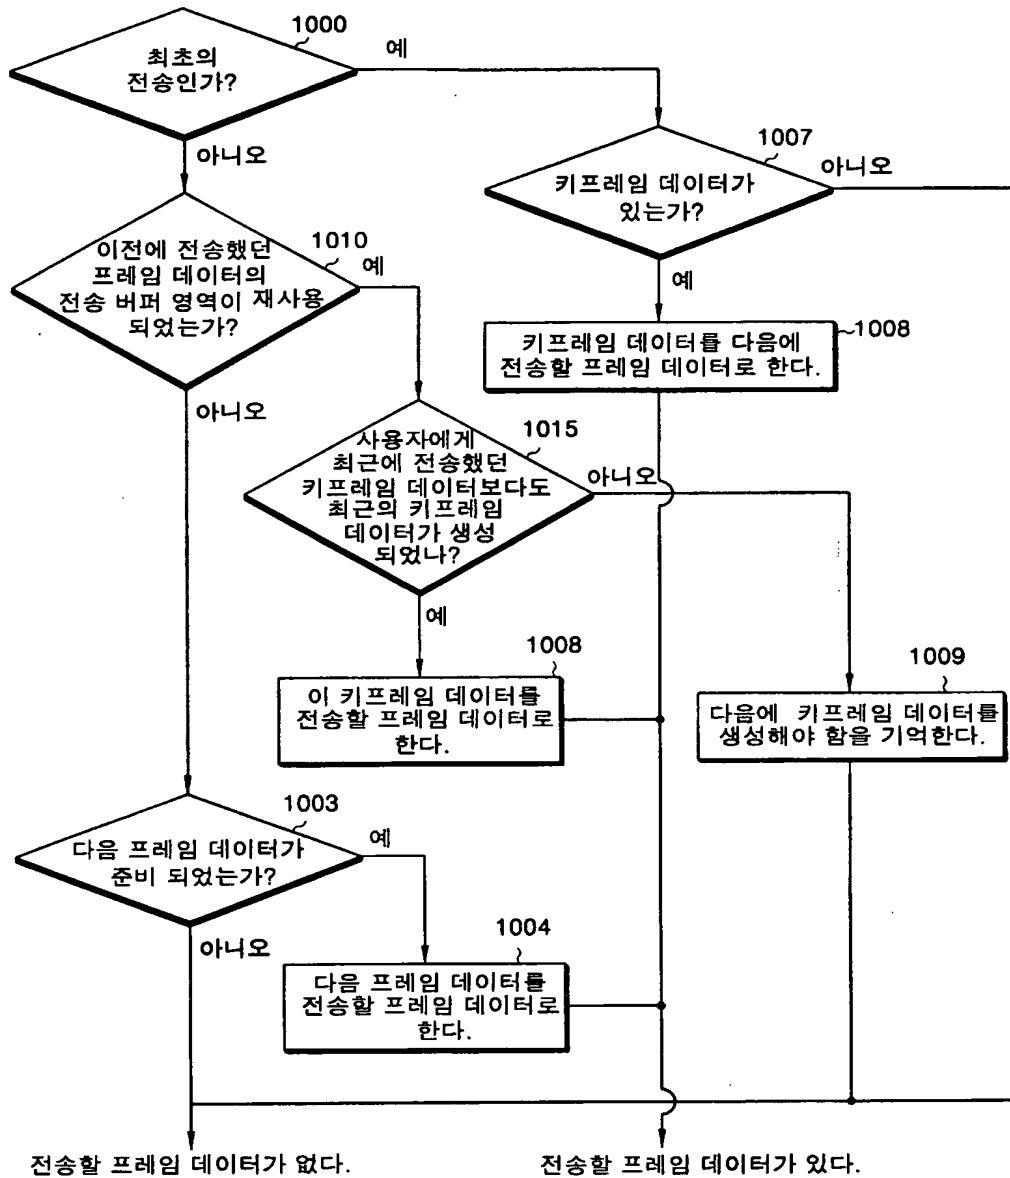 1000
예
최초의
전송인가?
아니오
1007
아니오
키프레임 데이터가
있는가?
예
1010
예
이전에 전송했던
프레임 데이터의
전송 버퍼 영역이 재사용
되었는가?
아니오
1008
키프레임 데이터를 다음에
전송할 프레임 데이터로 한다.
1015
아니오
사용자에게
최근에 전송했던
키프레임 데이터보다도
최근의 키프레임
데이터가 생성
되었나?
예
1008
이 키프레임 데이터를
전송할 프레임 데이터로
한다.
1009
다음에 키프레임 데이터를
생성해야 함을 기억한다.
1003
예
다음 프레임 데이터가
준비 되었는가?
아니오
1004
다음 프레임 데이터를
전송할 프레임 데이터로
한다.
전송할 프레임 데이터가 없다.
전송할 프레임 데이터가 있다.